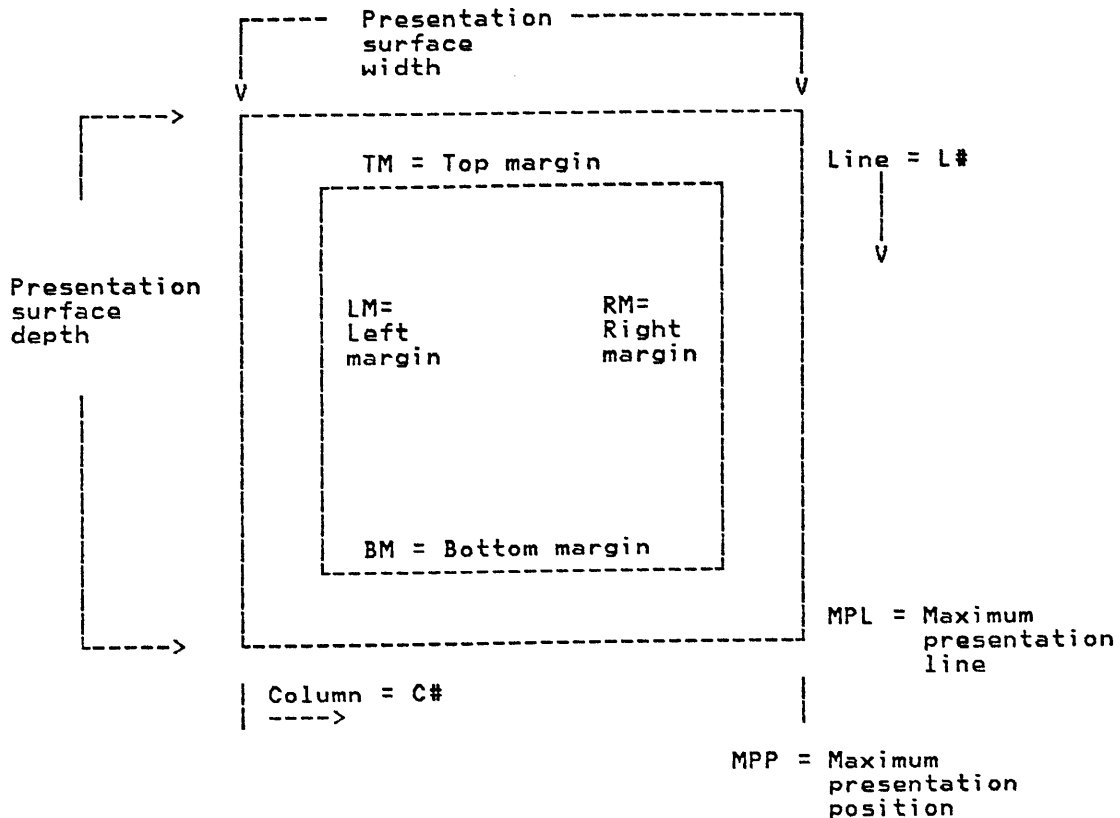 Presentation
surface
width
TM = Top margin
Line = L#
Presentation
surface
depth
LM=
Left
margin
RM=
Right
margin
BM = Bottom margin
MPL = Maximum
presentation
line
Column = C#
MPP = Maximum
presentation
position